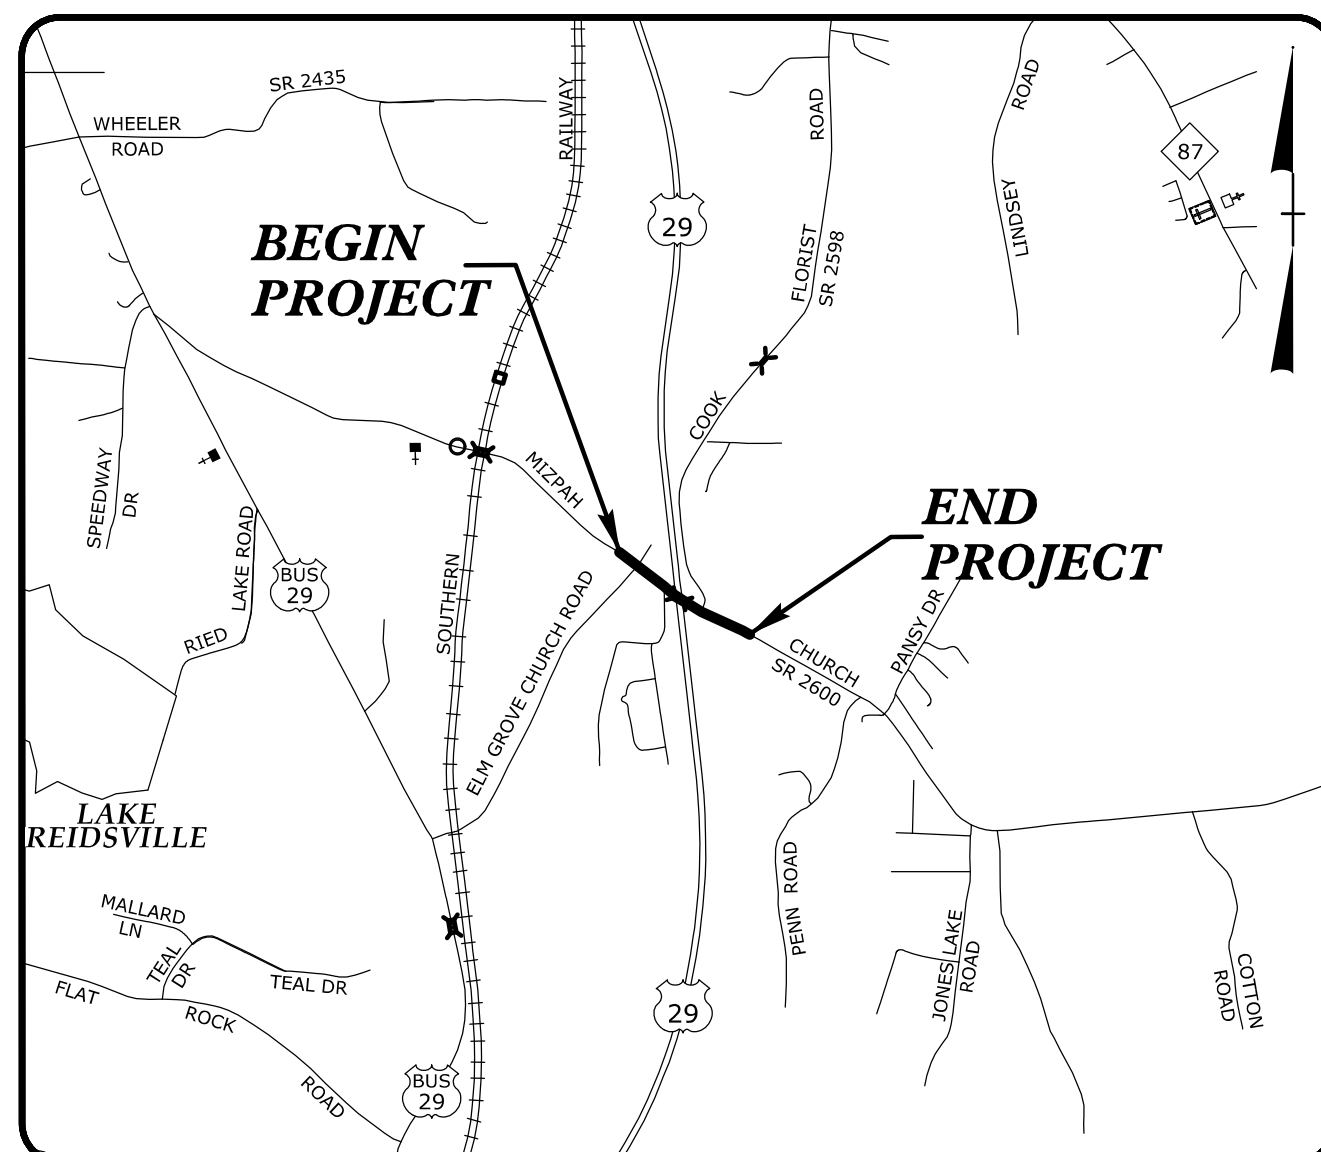 SR 2435
WHEELER
ROAD
RAILWAY
ROAD
ROAD
87
29
BEGIN
PROJECT
FLORIST
SR 2598
LINDSEY
COOK
MIZPAH
SPEEDWAY
DR
LAKE ROAD
RIED
BUS
29
SOUTHERN
ELM GROVE CHURCH ROAD
END
PROJECT
PANSY DR
CHURCH
SR 2600
LAKE
REIDSVILLE
MALLARD
LN
TEAL
DR
TEAL DR
FLAT
ROCK
ROAD
BUS
29
29
PENN ROAD
JONES LAKE
ROAD
COTTON
ROAD